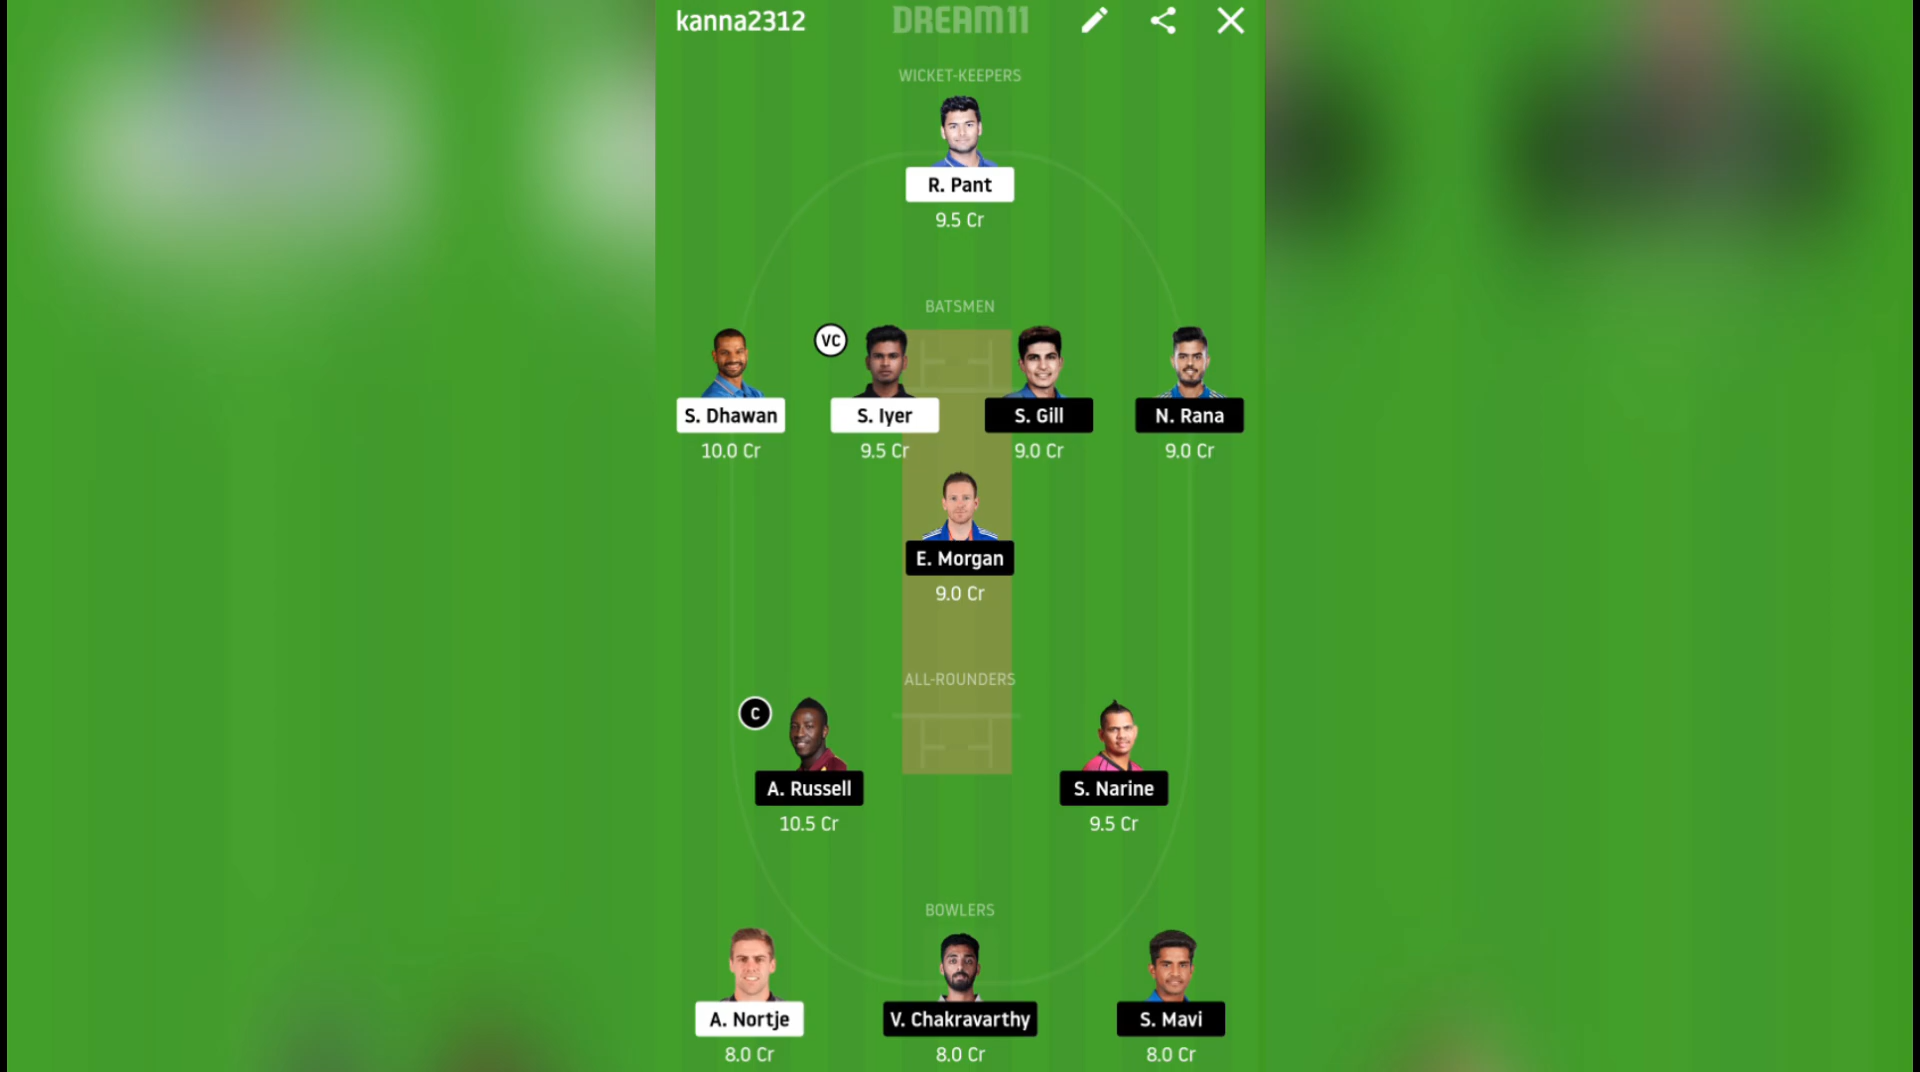 kanna2312 DREAM11
WICKET-KEEPERS
R. Pant
9.5 Cr
BATSMEN
VC
S. Dhawan S. Iyer S. Gill N. Rana
10.0 Cr 9.5 Cr 9.0 Cr 9.0 Cr
E. Morgan
9.0 Cr
ALL-ROUNDERS
C
A. Russell S. Narine
10.5 Cr 9.5 Cr
BOWLERS
A. Nortje V. Chakravarthy S. Mavi
8.0 Cr 8.0 Cr 8.0 Cr